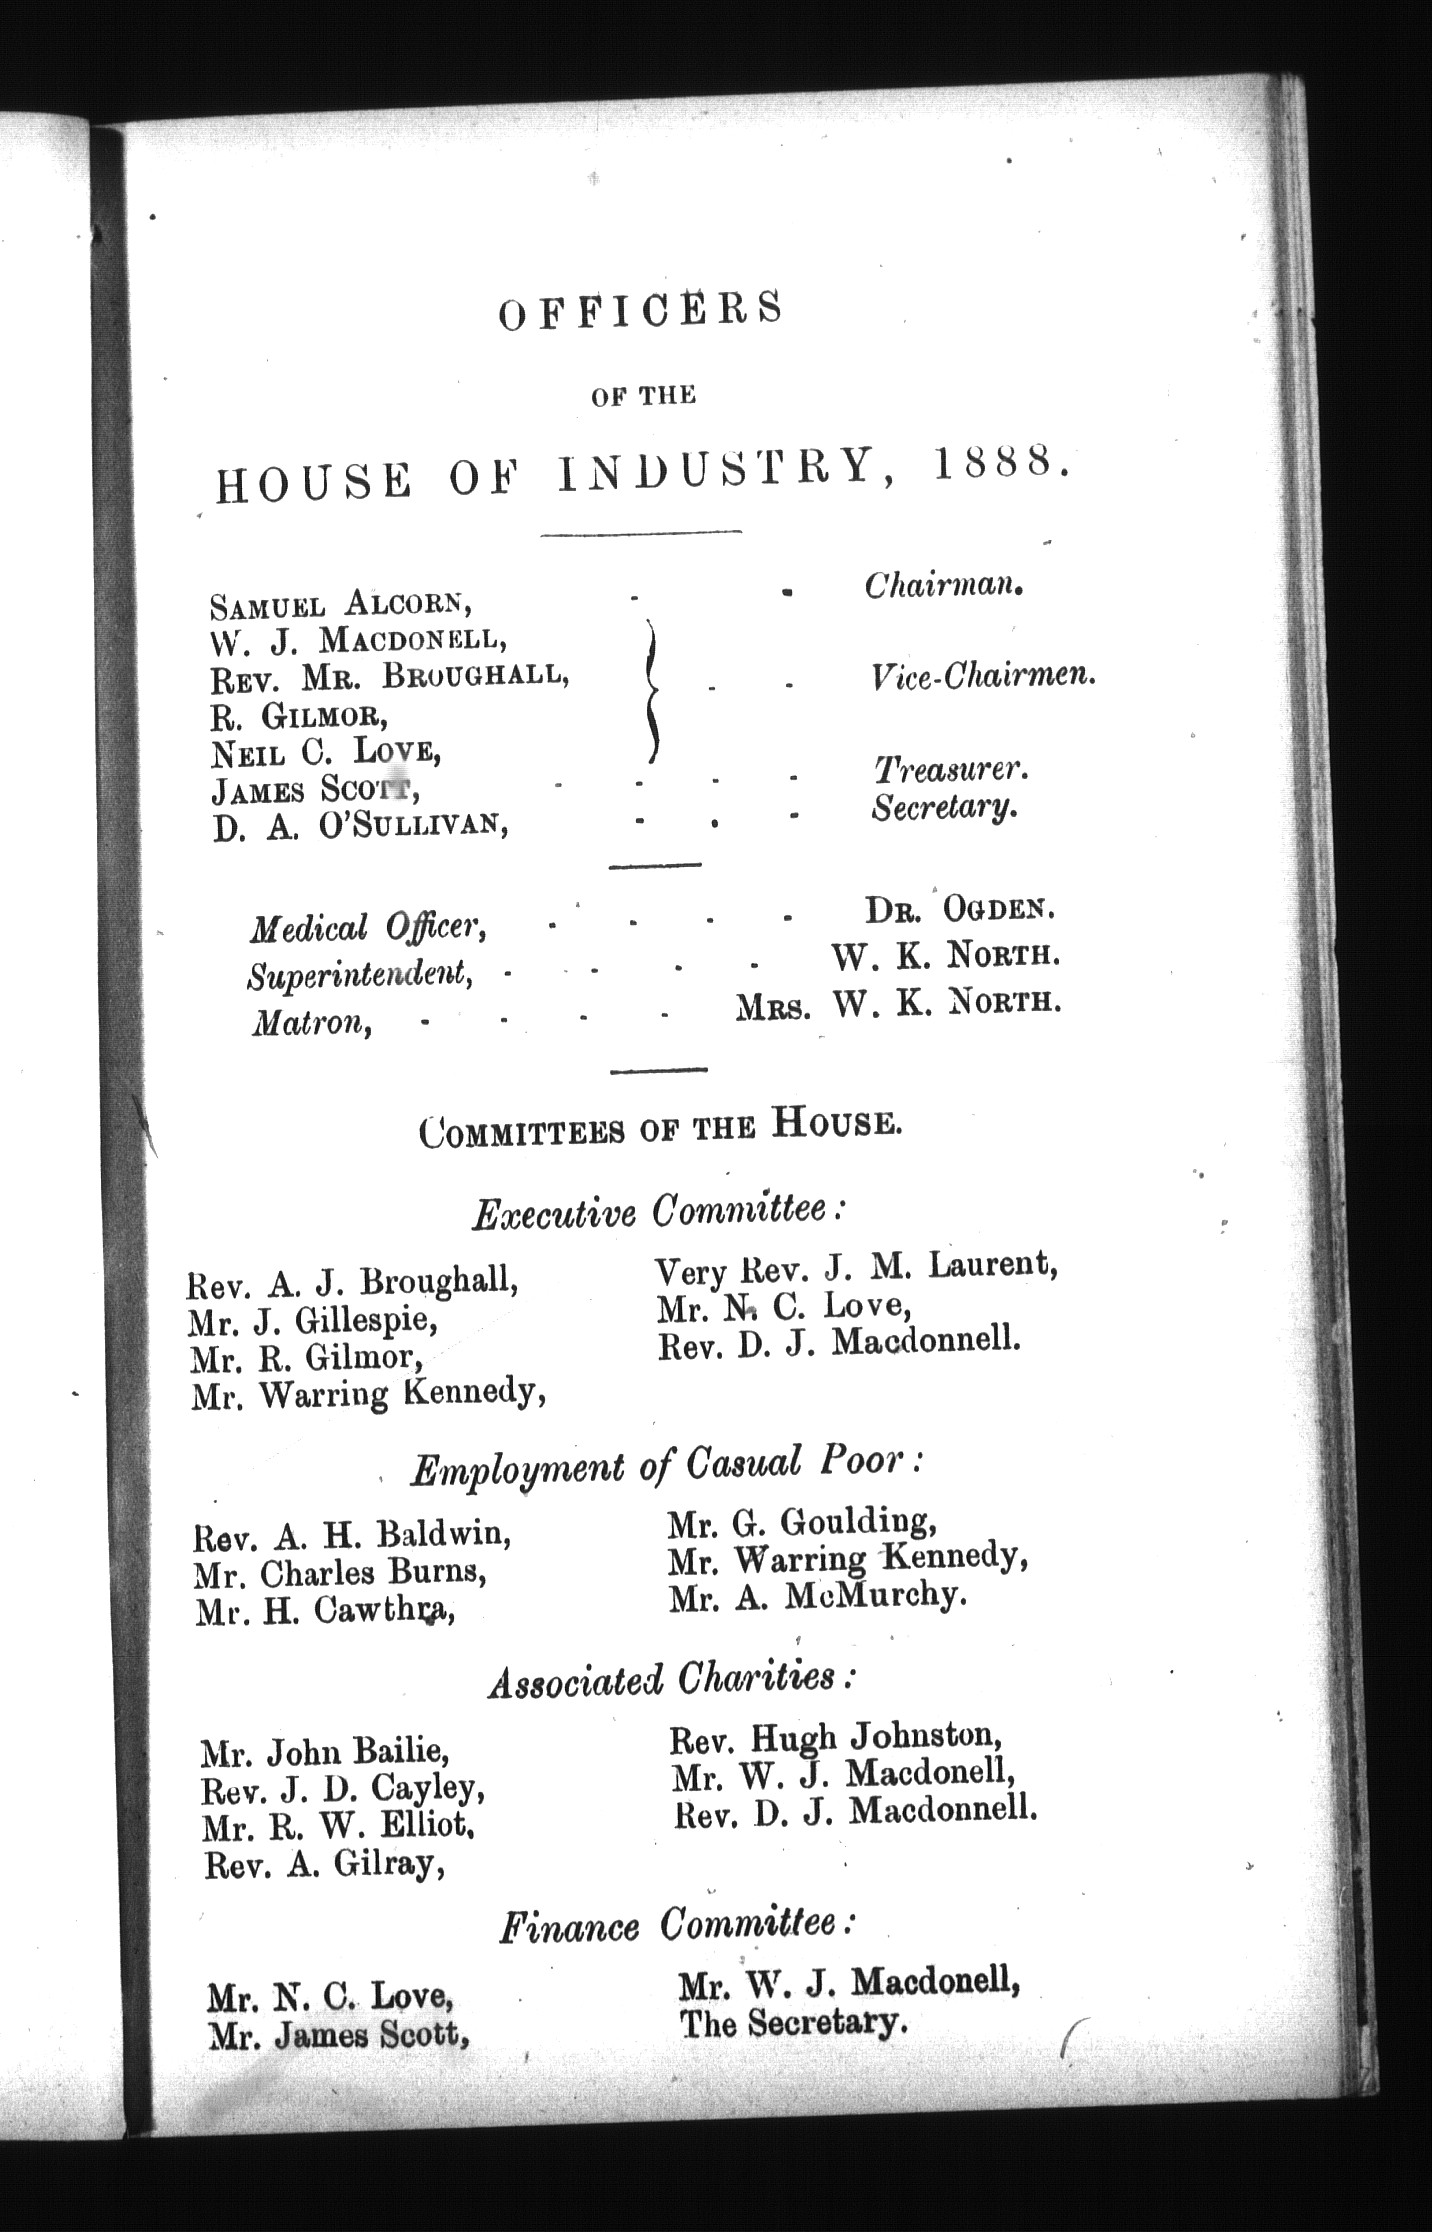 OFFICERS
OF THE
HOUSE OF INDUSTRY, 1888.
SAMUEL ALCORN, - - Chairman.
W. J. MACDONELL,
REV. MR. BROUGHALL, - - Vice-Chairmen.
R. GILMOR,
NEIL C. LOVE,
JAMES SCOTT, - - - - Treasurer.
D. A. O'SULLIVAN, - - - Secretary.
Medical Officer, - - - - DR. OGDEN.
Superintendent, - - - - W. K. NORTH.
Matron, - - - - MRS. W. K. NORTH.
COMMITTEES OF THE HOUSE.
Executive Committee:
Rev. A. J. Broughall,
Mr. J. Gillespie,
Mr. R. Gilmor,
Mr. Warring Kennedy,
Very Rev. J. M. Laurent,
Mr. N. C. Love,
Rev. D. J. Macdonnell.
Employment of Casual Poor:
Rev. A. H. Baldwin,
Mr. Charles Burns,
Mr. H. Cawthra,
Mr. G. Goulding,
Mr. Warring Kennedy,
Mr. A. McMurchy.
Associated Charities:
Mr. John Bailie,
Rev. J. D. Cayley,
Mr. R. W. Elliot,
Rev. A. Gilray,
Rev. Hugh Johnston,
Mr. W. J. Macdonell,
Rev. D. J. Macdonnell.
Finance Committee:
Mr. N. C. Love,
Mr. James Scott,
Mr. W. J. Macdonell,
The Secretary.